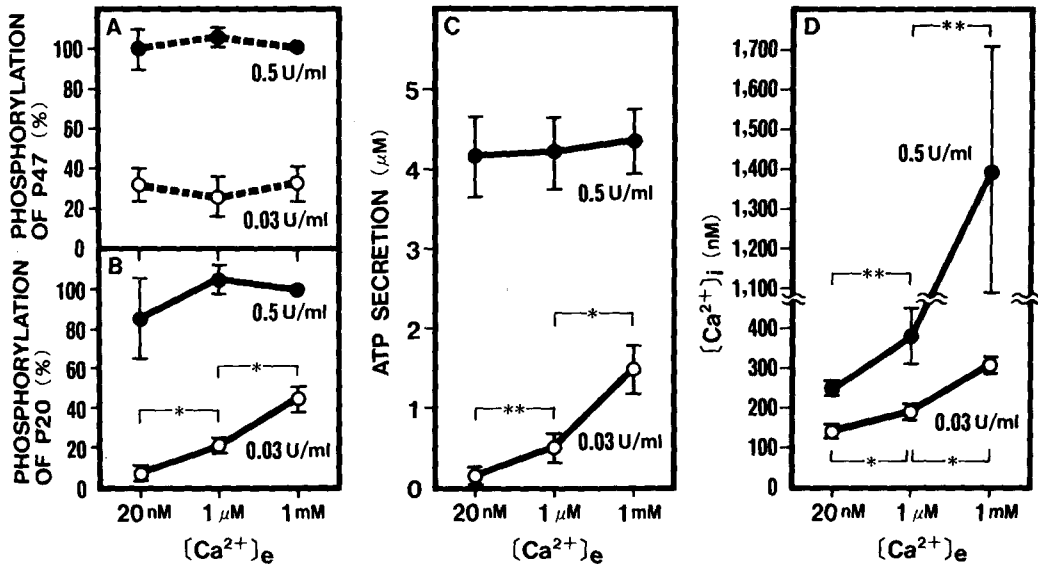 A
PHOSPHORYLATION
OF P47 (%)
100
80
60
40
20
0
0.5 U/ml
0.03 U/ml
B
PHOSPHORYLATION
OF P20 (%)
100
80
60
40
20
0
0.5 U/ml
*
*
0.03 U/ml
20 nM
1 μM
1 mM
[Ca²⁺]e
C
ATP SECRETION (μM)
5
4
3
2
1
0
0.5 U/ml
*
**
0.03 U/ml
20 nM
1 μM
1 mM
[Ca²⁺]e
D
[Ca²⁺]i (nM)
1,700
1,600
1,500
1,400
1,300
1,200
1,100
400
300
200
100
0
**
0.5 U/ml
**
0.03 U/ml
*
*
20 nM
1 μM
1 mM
[Ca²⁺]e